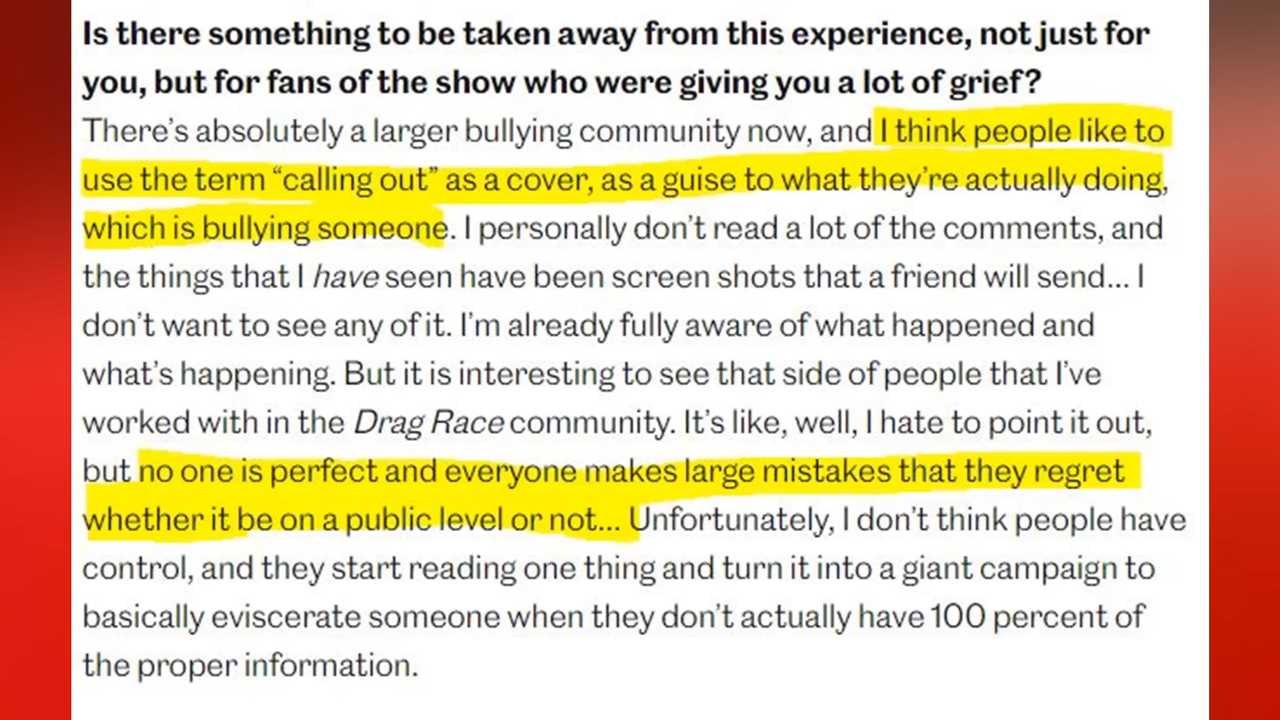 Is there something to be taken away from this experience, not just for
you, but for fans of the show who were giving you a lot of grief?
There's absolutely a larger bullying community now, and I think people like to
use the term “calling out” as a cover, as a guise to what they're actually doing,
which is bullying someone. I personally don't read a lot of the comments, and
the things that I have seen have been screen shots that a friend will send... I
don't want to see any of it. I'm already fully aware of what happened and
what's happening. But it is interesting to see that side of people that I've
worked with in the Drag Race community. It's like, well, I hate to point it out,
but no one is perfect and everyone makes large mistakes that they regret
whether it be on a public level or not... Unfortunately, I don't think people have
control, and they start reading one thing and turn it into a giant campaign to
basically eviscerate someone when they don't actually have 100 percent of
the proper information.